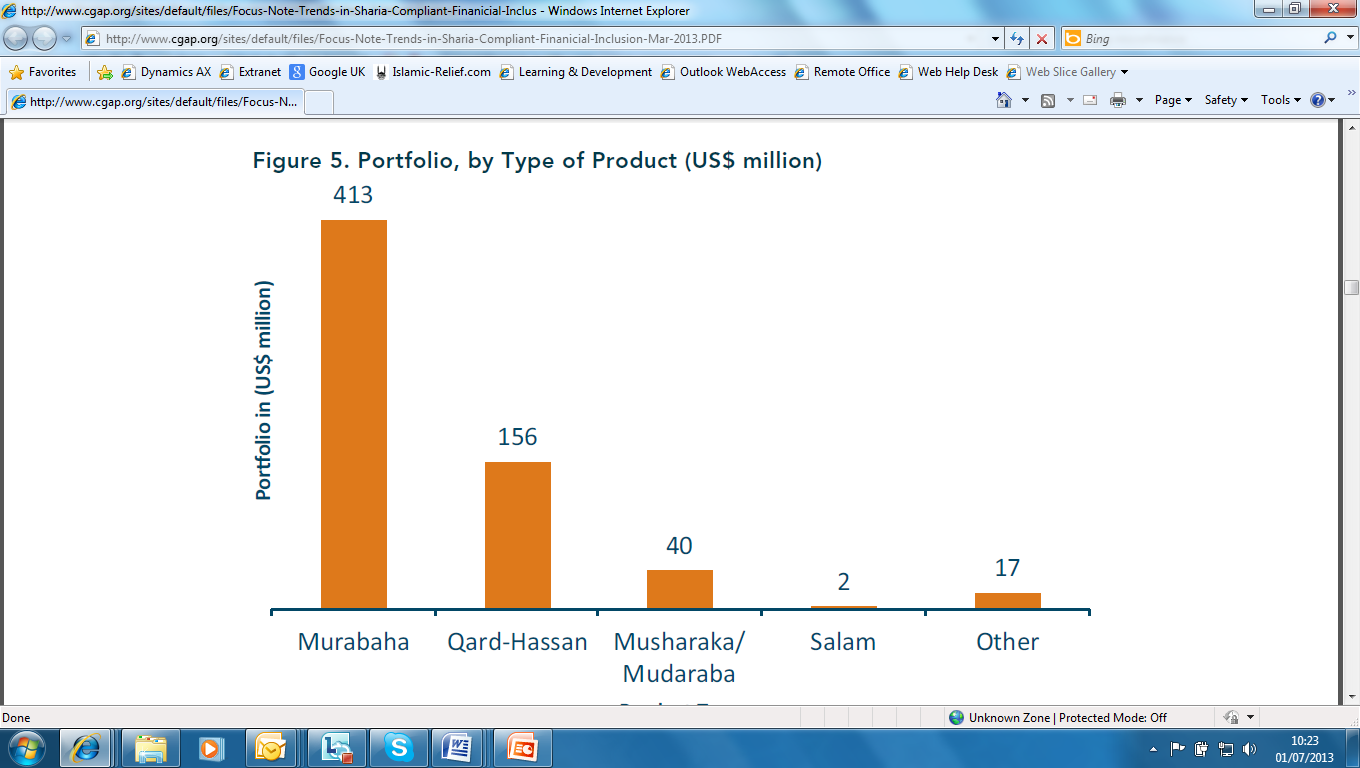 http://www.cgap.org/sites/default/files/Focus-Note-Trends-in-Sharia-Compliant-Finanicial-Inclus - Windows Internet Explorer
http://www.cgap.org/sites/default/files/Focus-Note-Trends-in-Sharia-Compliant-Finanicial-Inclusion-Mar-2013.PDF
Bing
Favorites Dynamics AX Extranet Google UK Islamic-Relief.com Learning & Development Outlook WebAccess Remote Office Web Help Desk Web Slice Gallery
http://www.cgap.org/sites/default/files/Focus-N...
Page Safety Tools
Figure 5. Portfolio, by Type of Product (US$ million)
413
Portfolio in (US$ million)
156
40
2
17
Murabaha Qard-Hassan Musharaka/ Salam Other
Mudaraba
Done
Unknown Zone | Protected Mode: Off
10:23
01/07/2013